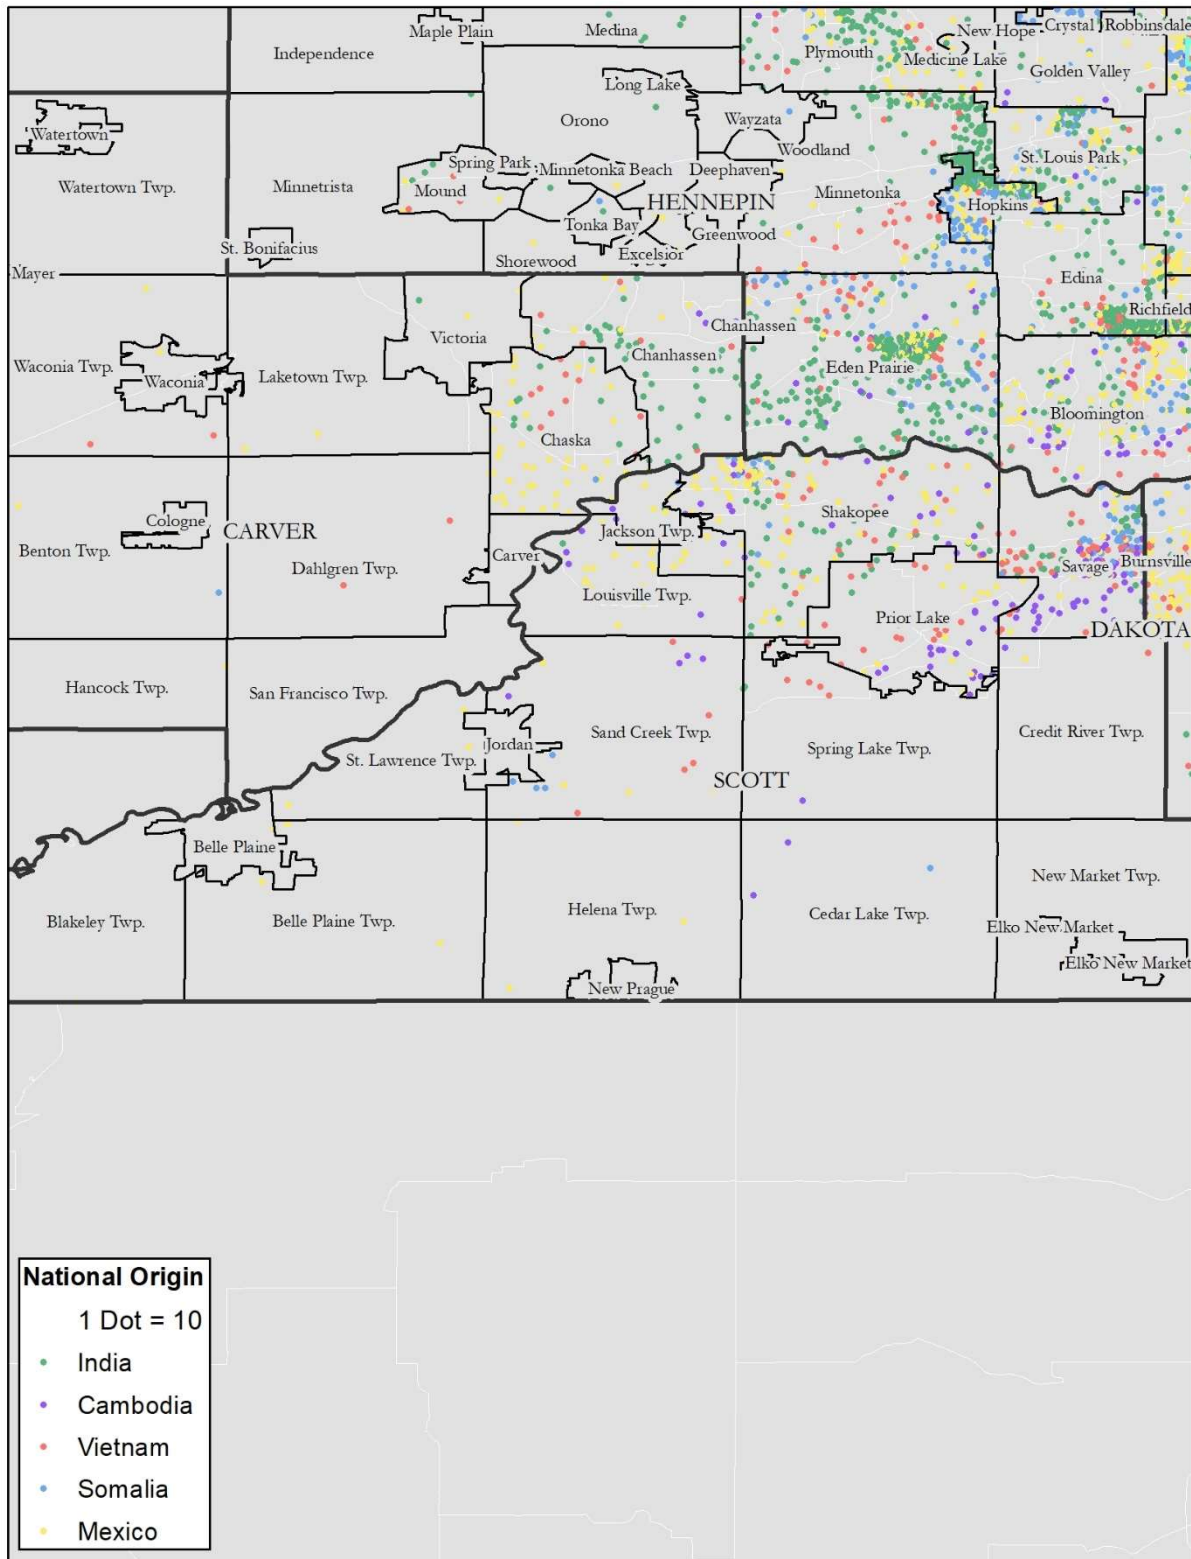 Maple Plain
Medina
New Hope
Crystal
Robbinsdale
Independence
Plymouth
Medicine Lake
Golden Valley
Long Lake
Orono
Wayzata
Watertown
Woodland
St. Louis Park
Watertown Twp.
Minnetrista
Spring Park
Mound
Minnetonka Beach
Deephaven
Minnetonka
HENNEPIN
Hopkins
Tonka Bay
Greenwood
St. Bonifacius
Excelsior
Shorewood
Mayer
Edina
Richfield
Chanhassen
Victoria
Chanhassen
Waconia Twp.
Waconia
Laketown Twp.
Eden Prairie
Bloomington
Chaska
Shakopee
Cologne
CARVER
Jackson Twp.
Benton Twp.
Dahlgren Twp.
Carver
Savage
Burnsville
Louisville Twp.
Prior Lake
DAKOTA
Hancock Twp.
San Francisco Twp.
Sand Creek Twp.
Credit River Twp.
Jordan
Spring Lake Twp.
St. Lawrence Twp.
SCOTT
Belle Plaine
New Market Twp.
Blakeley Twp.
Belle Plaine Twp.
Helena Twp.
Cedar Lake Twp.
Elko New Market
Elko New Market
New Prague
National Origin
1 Dot = 10
India
Cambodia
Vietnam
Somalia
Mexico